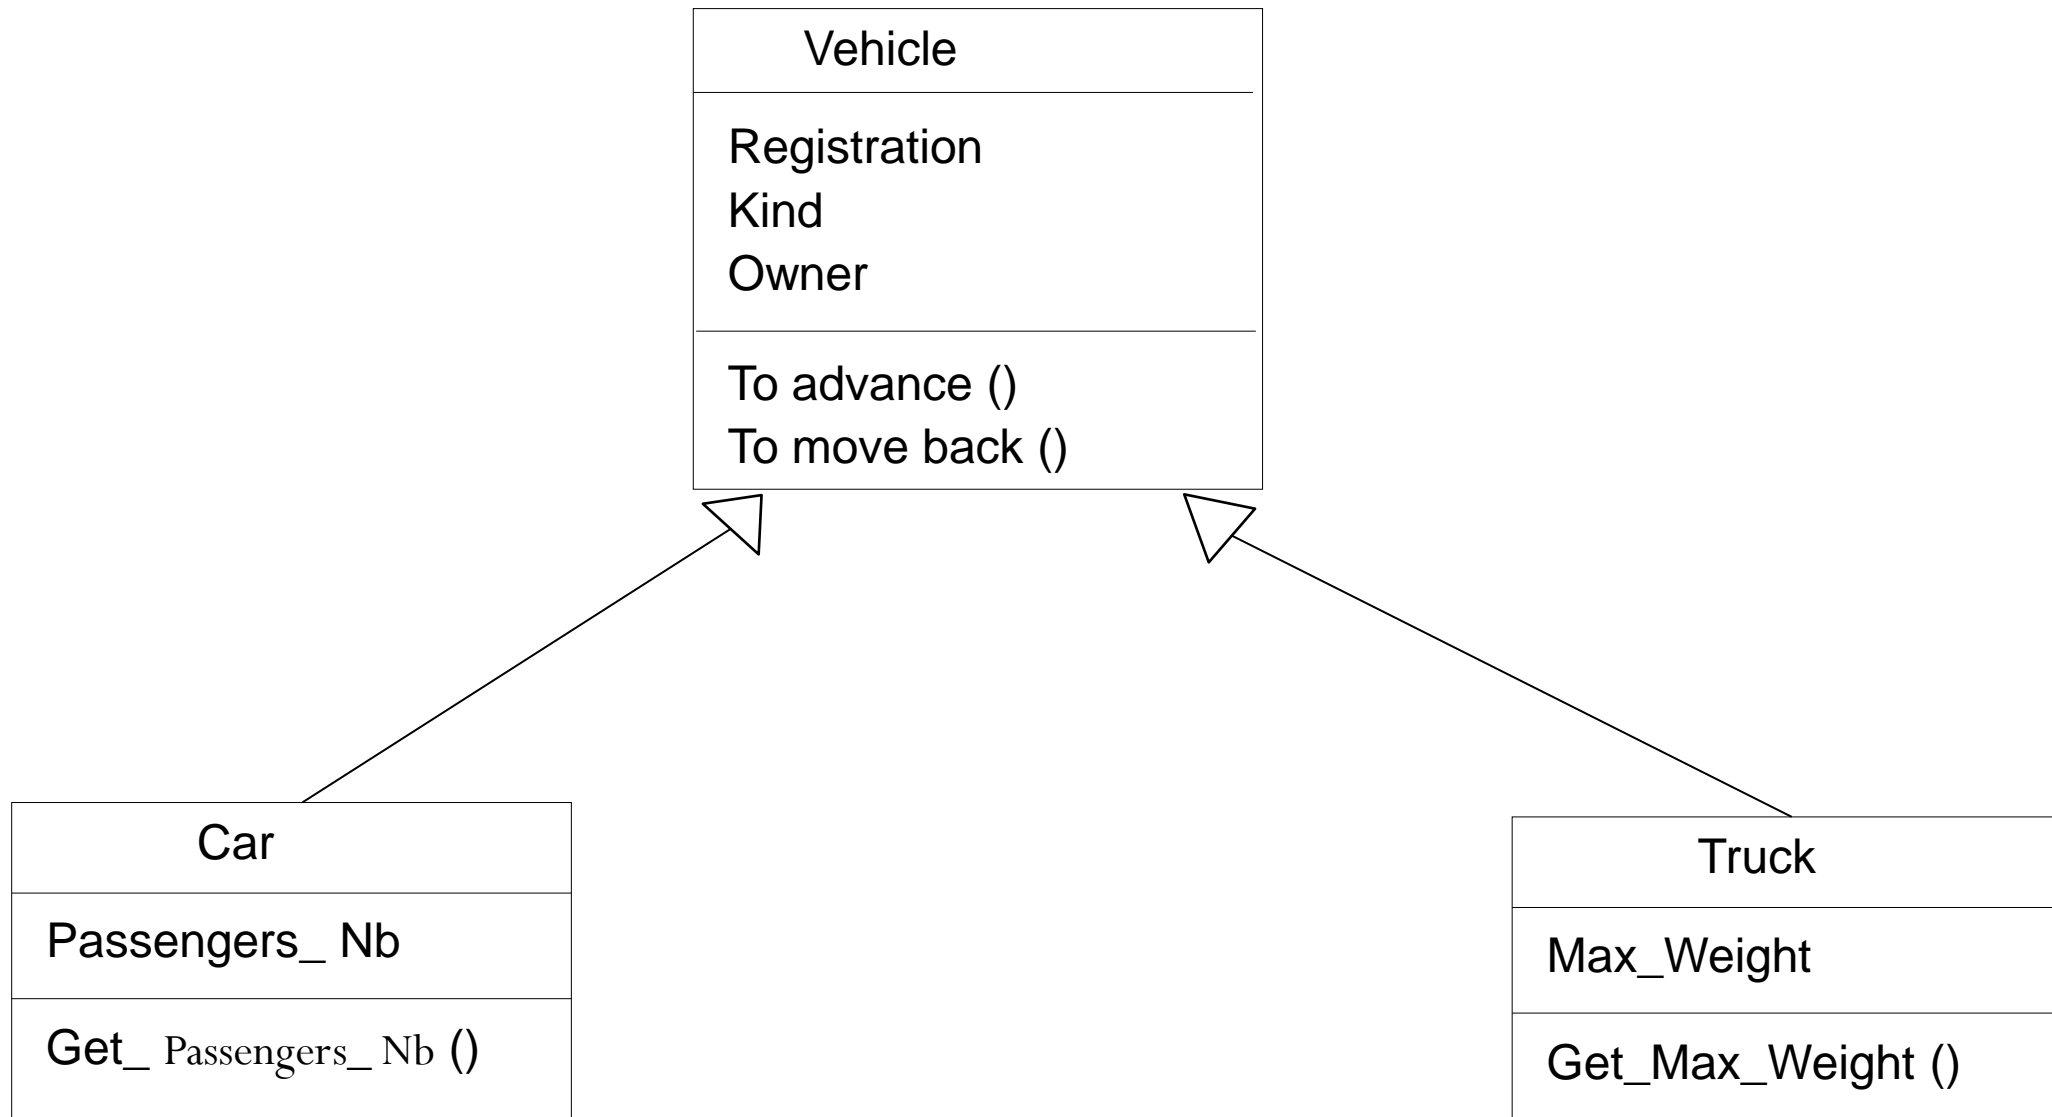 Vehicle
Registration
Kind
Owner
To advance ()
To move back ()
Car
Passengers_ Nb
Get_ Passengers_ Nb ()
Truck
Max_Weight
Get_Max_Weight ()